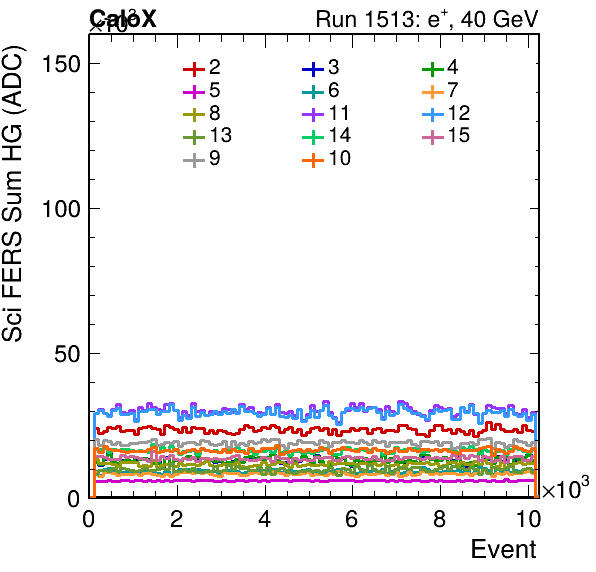 ×10³ CaloX Run 1513: e⁺, 40 GeV
Sci FERS Sum HG (ADC)
150
100
50
0
2 3 4
5 6 7
8 11 12
13 14 15
9 10
0 2 4 6 8 10 ×10³
Event